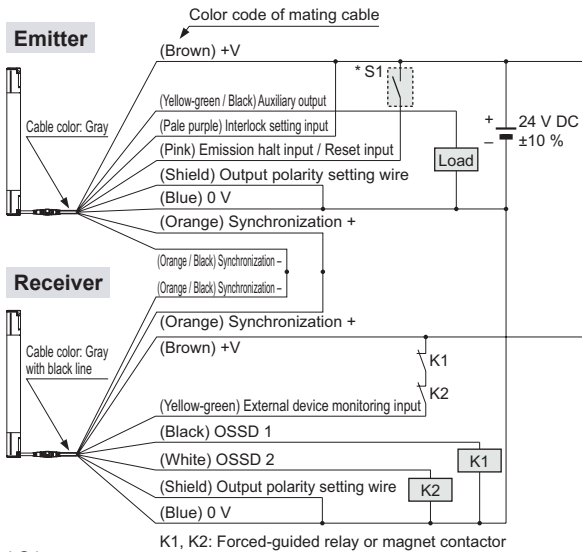 Color code of mating cable
Emitter
(Brown) +V
* S1
(Yellow-green / Black) Auxiliary output
Cable color: Gray
(Pale purple) Interlock setting input
+
24 V DC
±10 %
–
(Pink) Emission halt input / Reset input
Load
(Shield) Output polarity setting wire
(Blue) 0 V
(Orange) Synchronization +
(Orange / Black) Synchronization –
Receiver
(Orange / Black) Synchronization –
(Orange) Synchronization +
(Brown) +V
Cable color: Gray
with black line
K1
K2
(Yellow-green) External device monitoring input
(Black) OSSD 1
(White) OSSD 2
K1
(Shield) Output polarity setting wire
K2
(Blue) 0 V
K1, K2: Forced-guided relay or magnet contactor